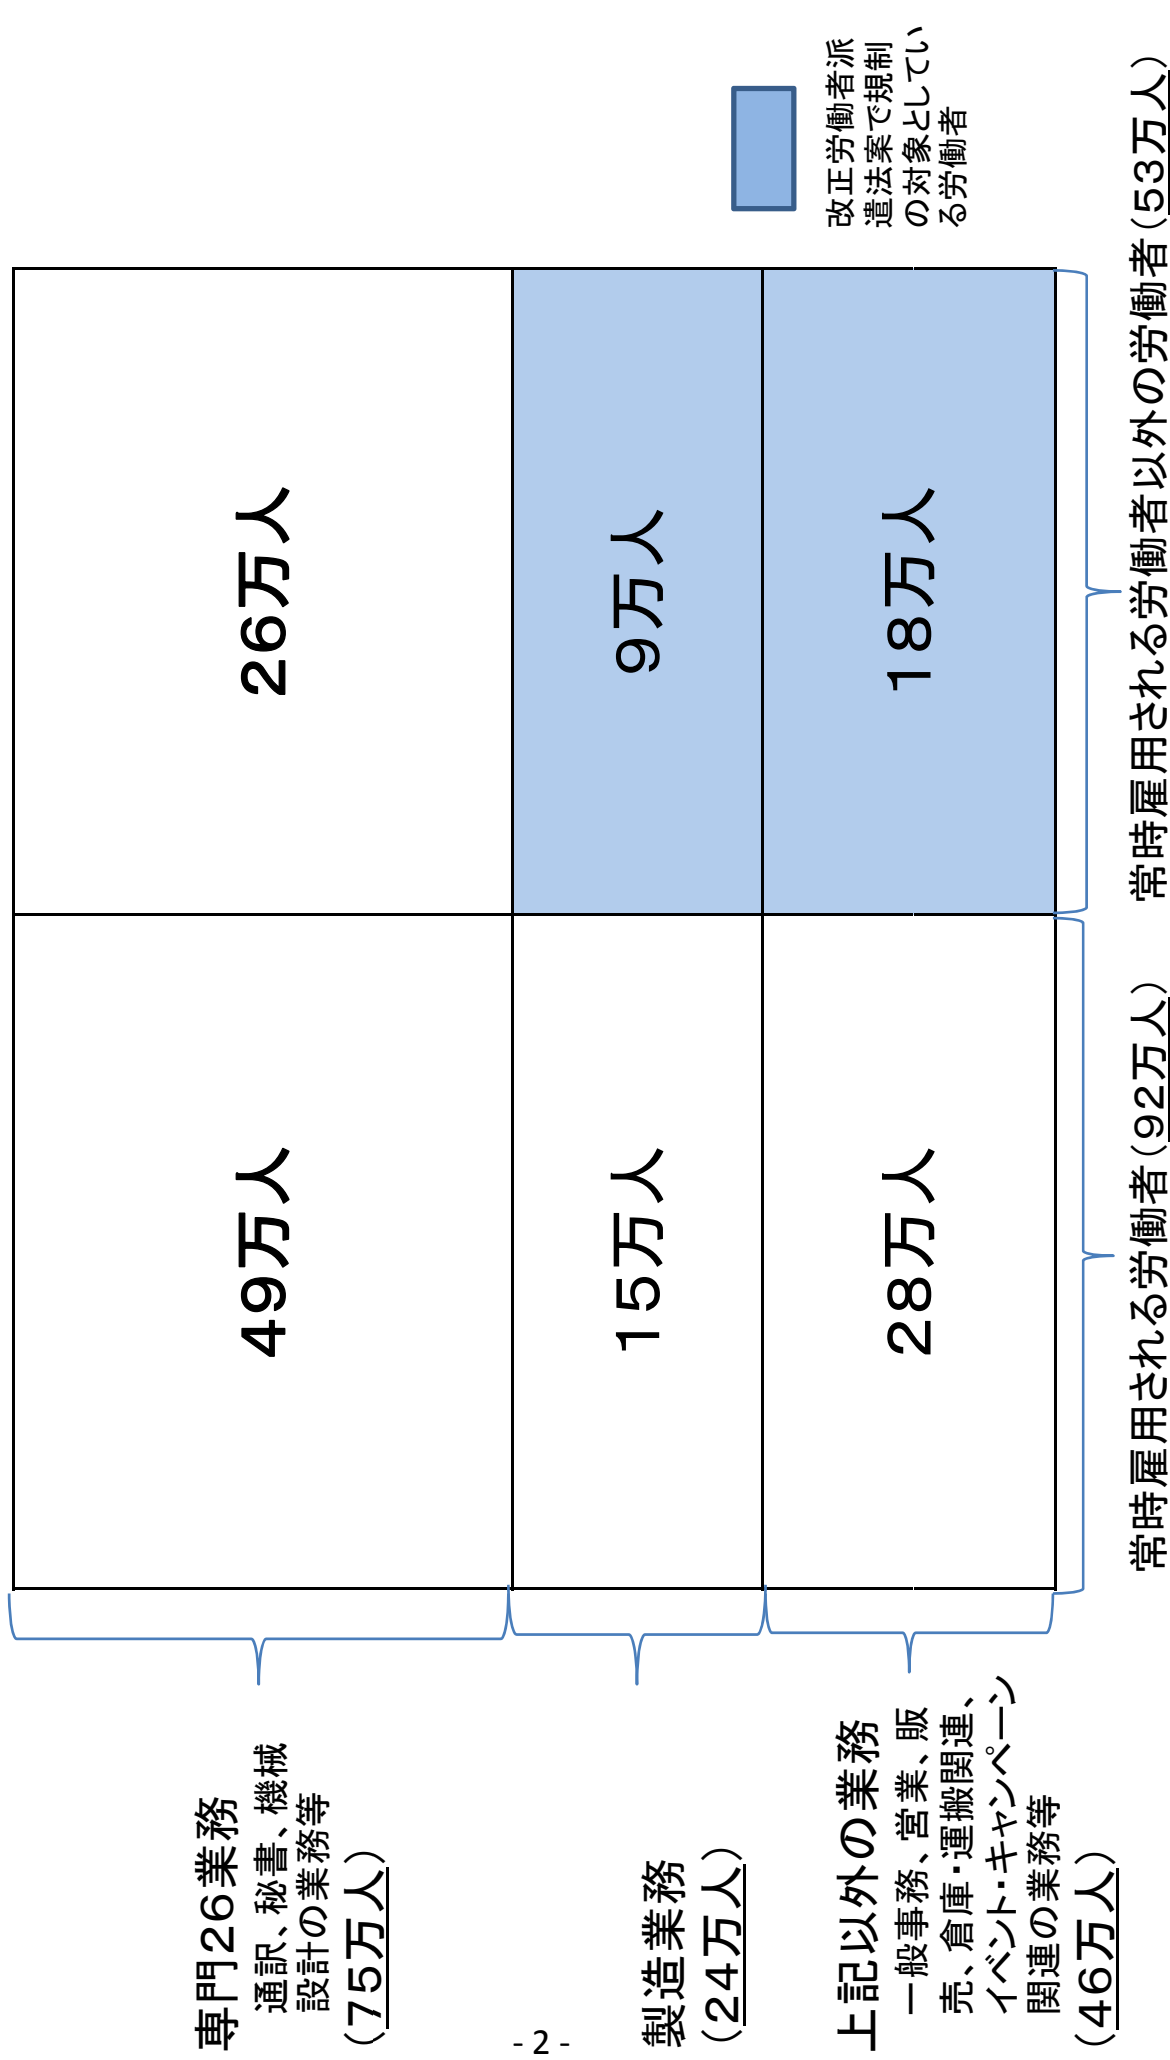 専門26業務
通訳、秘書、機械
設計の業務等
（75万人）
49万人
26万人
製造業務
（24万人）
15万人
9万人
上記以外の業務
一般事務、営業、販
売、倉庫・運搬関連、
イベント・キャンペーン
関連の業務等
（46万人）
28万人
18万人
改正労働者派
遣法案で規制
の対象としてい
る労働者
常時雇用される労働者（92万人）
常時雇用される労働者以外の労働者（53万人）
- 2 -